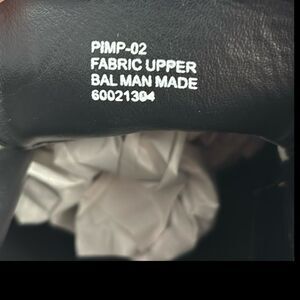 PIMP-02
FABRIC UPPER
BAL MAN MADE
60021304